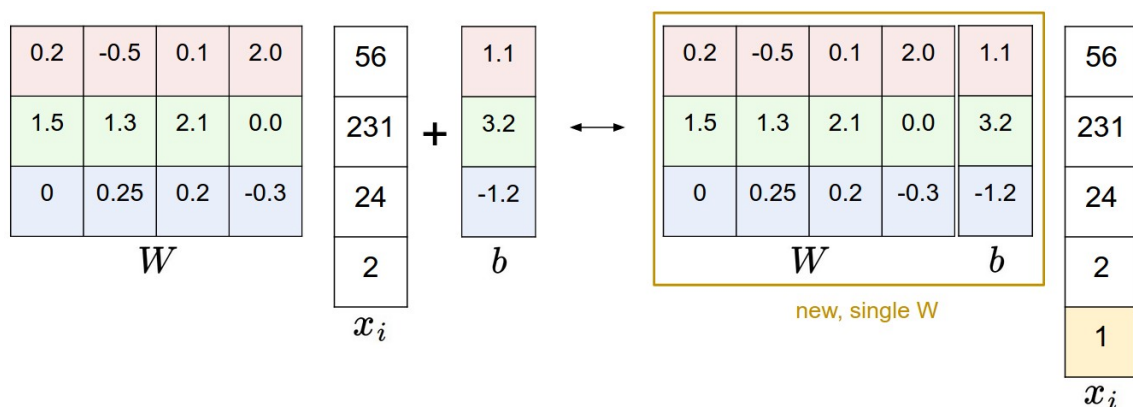 0.2 -0.5 0.1 2.0 56 1.1 0.2 -0.5 0.1 2.0 1.1 56
1.5 1.3 2.1 0.0 231 + 3.2 ↔ 1.5 1.3 2.1 0.0 3.2 231
0 0.25 0.2 -0.3 24 -1.2 0 0.25 0.2 -0.3 -1.2 24
W 2 b W b 2
new, single W
x_i 1
x_i